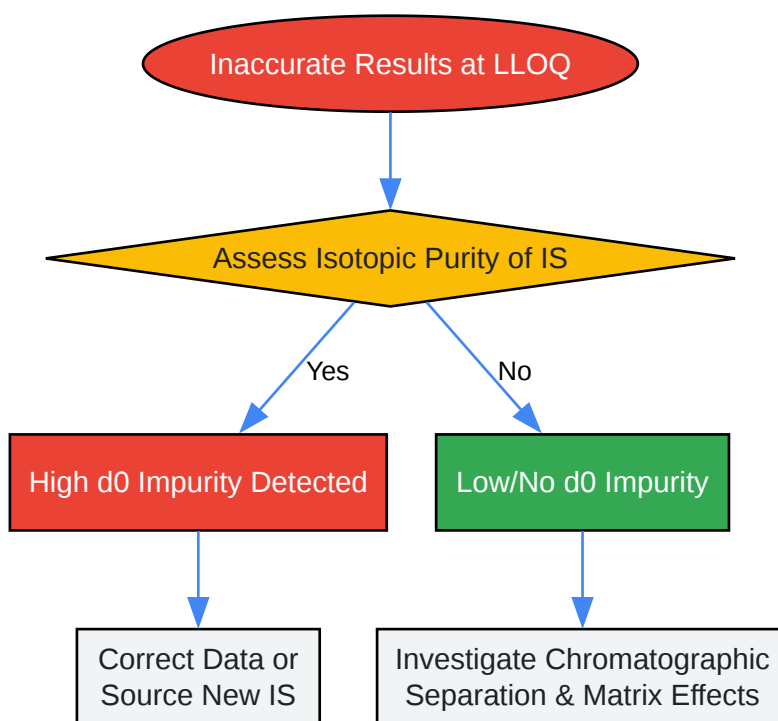 Inaccurate Results at LLOQ
Assess Isotopic Purity of IS
Yes
No
High d0 Impurity Detected
Low/No d0 Impurity
Correct Data or
Source New IS
Investigate Chromatographic
Separation & Matrix Effects